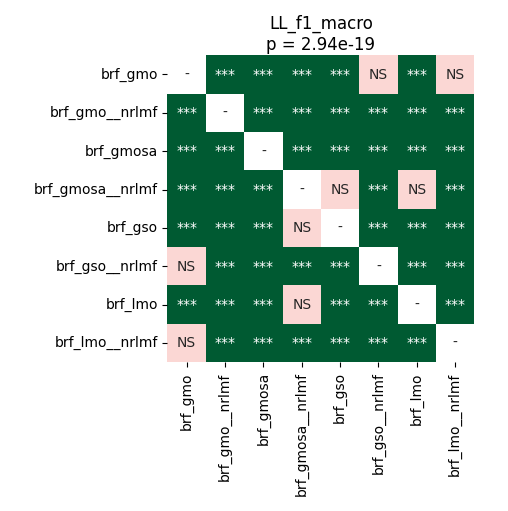 LL_f1_macro
p = 2.94e-19
brf_gmo - *** *** *** *** NS *** NS
brf_gmo__nrlmf *** - *** *** *** *** *** ***
brf_gmosa *** *** - *** *** *** *** ***
brf_gmosa__nrlmf *** *** *** - NS *** NS ***
brf_gso *** *** *** NS - *** *** ***
brf_gso__nrlmf NS *** *** *** *** - *** ***
brf_lmo *** *** *** NS *** *** - ***
brf_lmo__nrlmf NS *** *** *** *** *** *** -
brf_gmo
brf_gmo__nrlmf
brf_gmosa
brf_gmosa__nrlmf
brf_gso
brf_gso__nrlmf
brf_lmo
brf_lmo__nrlmf